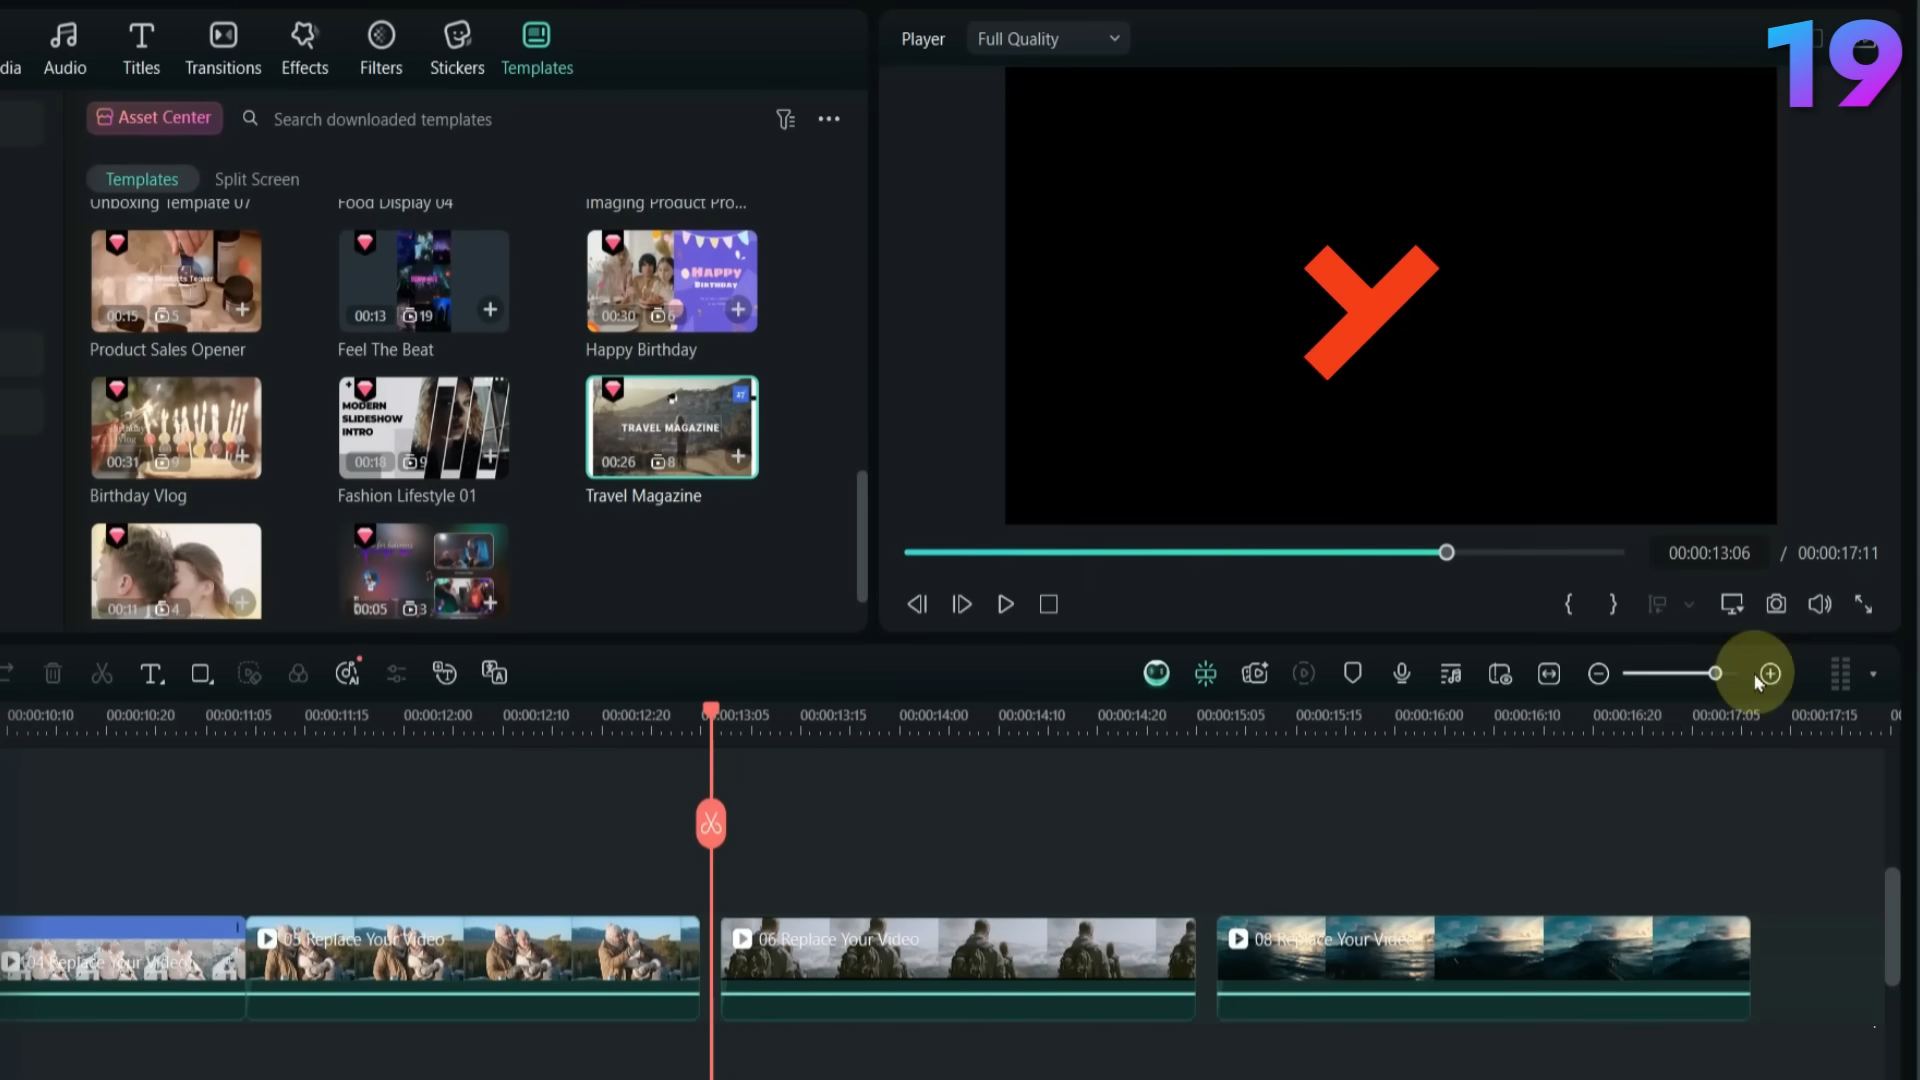 dia
Audio
Titles
Transitions
Effects
Filters
Stickers
Templates
Player
Full Quality
19
Asset Center
Search downloaded templates
Templates
Split Screen
Unboxing Template 07
Food Display 04
Imaging Product Pro...
00:15
5
00:13
19
HAPPY
BIRTHDAY
00:30
6
Product Sales Opener
Feel The Beat
Happy Birthday
Birthday
Vlog
00:31
9
MODERN
SLIDESHOW
INTRO
00:18
9
TRAVEL MAGAZINE
00:26
8
Birthday Vlog
Fashion Lifestyle 01
Travel Magazine
00:11
4
00:05
3
00:00:13:06 / 00:00:17:11
00:00:10:10
00:00:10:20
00:00:11:05
00:00:11:15
00:00:12:00
00:00:12:10
00:00:12:20
00:00:13:05
00:00:13:15
00:00:14:00
00:00:14:10
00:00:14:20
00:00:15:05
00:00:15:15
00:00:16:00
00:00:16:10
00:00:16:20
00:00:17:05
00:00:17:15
04 Replace Your Video
05 Replace Your Video
06 Replace Your Video
08 Replace Your Video